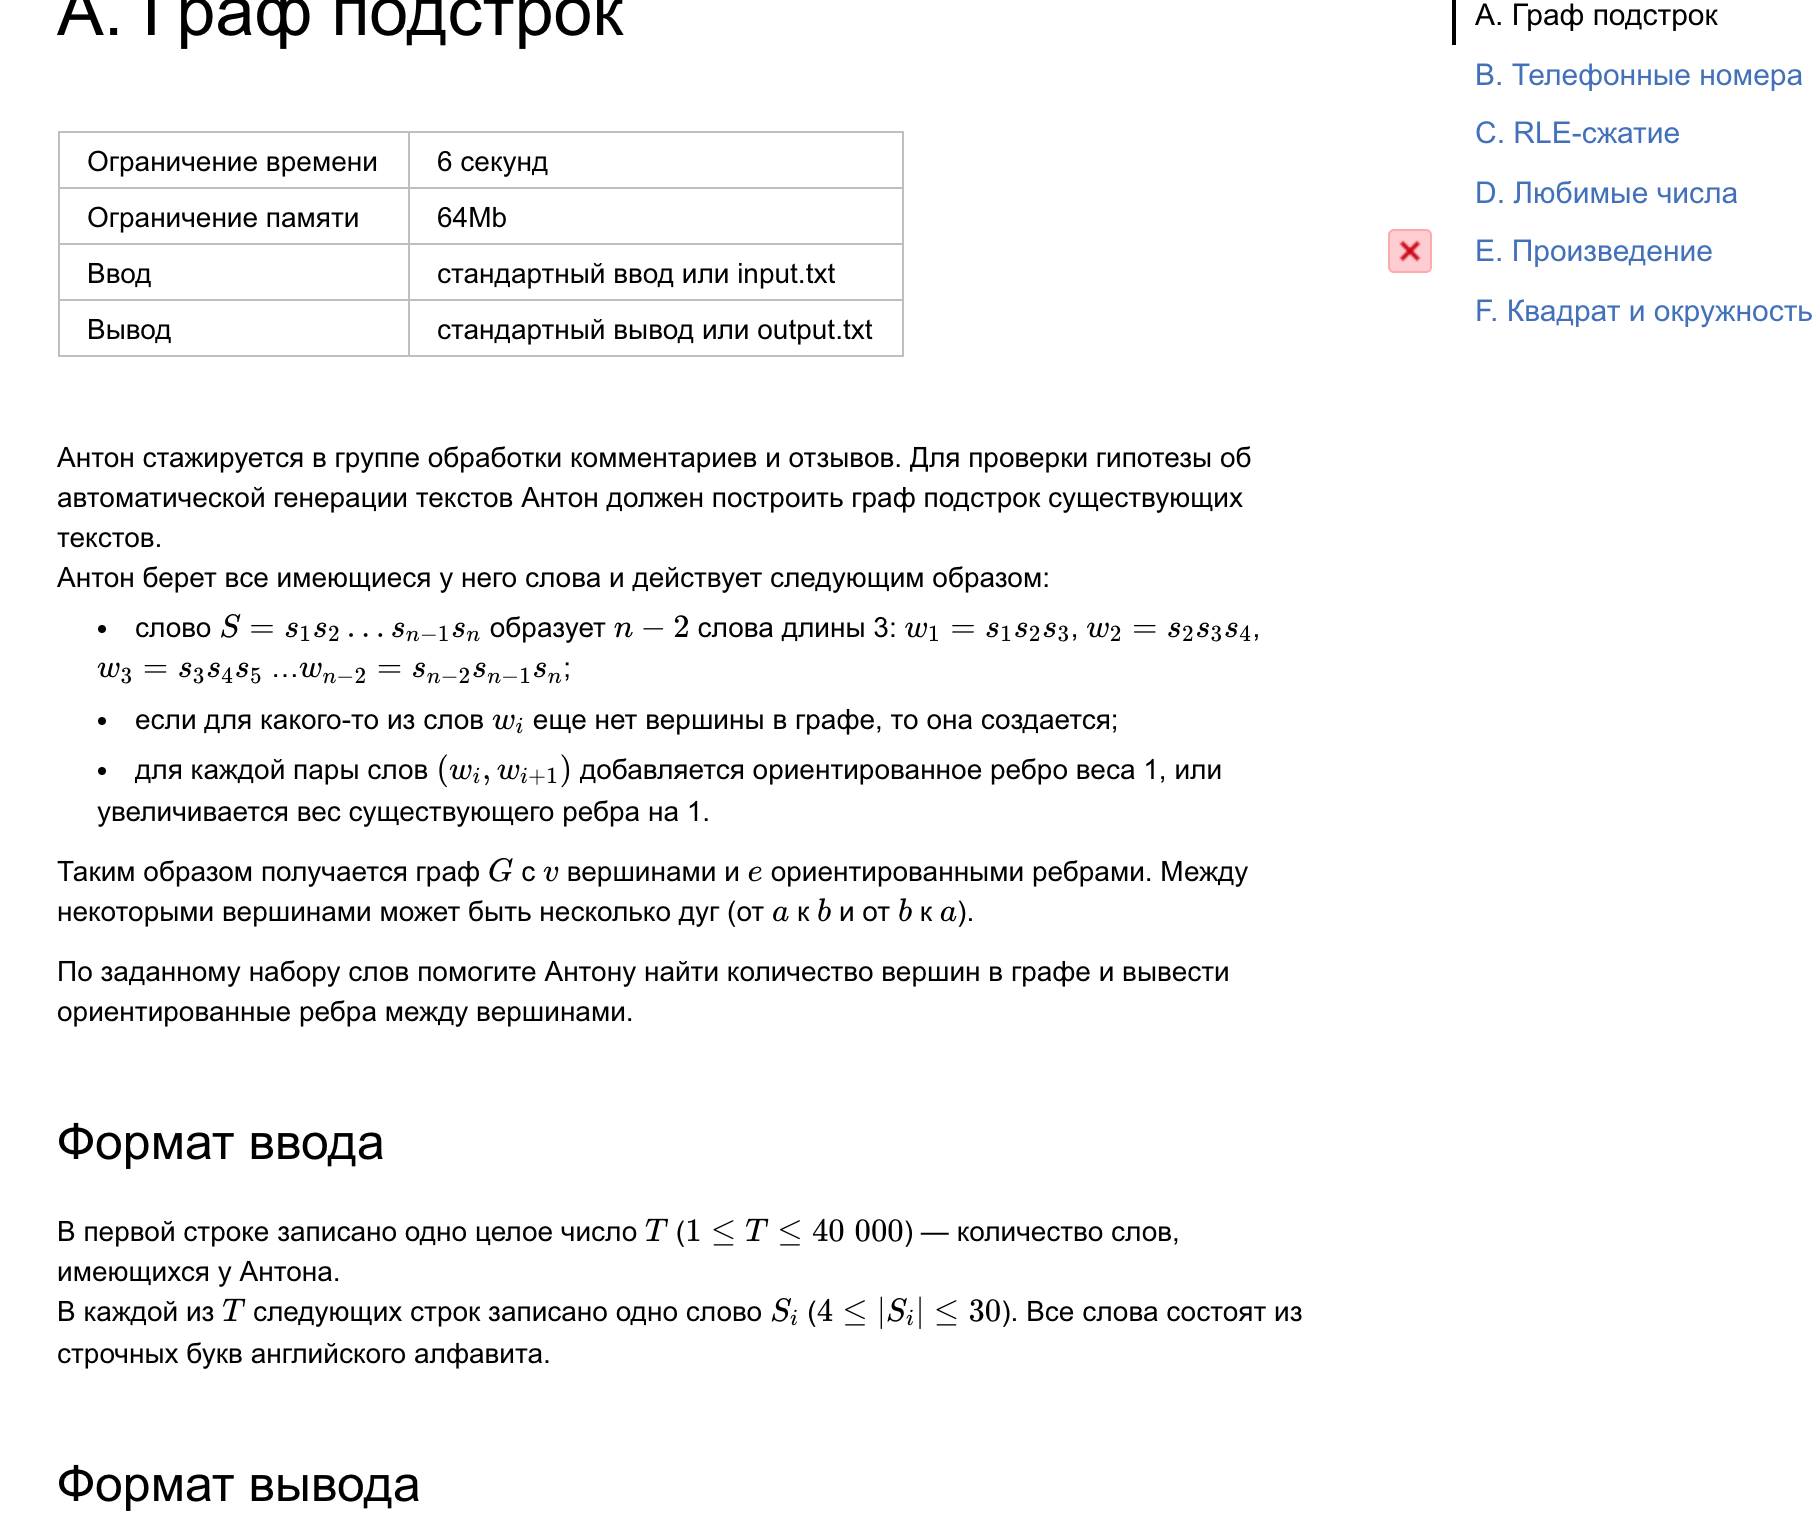 А. Граф подстрок
Ограничение времени 6 секунд
Ограничение памяти 64Mb
Ввод стандартный ввод или input.txt
Вывод стандартный вывод или output.txt
Антон стажируется в группе обработки комментариев и отзывов. Для проверки гипотезы об
автоматической генерации текстов Антон должен построить граф подстрок существующих
текстов.
Антон берет все имеющиеся у него слова и действует следующим образом:
• слово $S = s_1s_2 \ldots s_{n-1}s_n$ образует $n - 2$ слова длины 3: $w_1 = s_1s_2s_3$, $w_2 = s_2s_3s_4$,
$w_3 = s_3s_4s_5$ ...$w_{n-2} = s_{n-2}s_{n-1}s_n$;
• если для какого-то из слов $w_i$ еще нет вершины в графе, то она создается;
• для каждой пары слов $(w_i, w_{i+1})$ добавляется ориентированное ребро веса 1, или
увеличивается вес существующего ребра на 1.
Таким образом получается граф $G$ с $v$ вершинами и $e$ ориентированными ребрами. Между
некоторыми вершинами может быть несколько дуг (от $a$ к $b$ и от $b$ к $a$).
По заданному набору слов помогите Антону найти количество вершин в графе и вывести
ориентированные ребра между вершинами.
Формат ввода
В первой строке записано одно целое число $T$ ($1 \leq T \leq 40\ 000$) — количество слов,
имеющихся у Антона.
В каждой из $T$ следующих строк записано одно слово $S_i$ ($4 \leq |S_i| \leq 30$). Все слова состоят из
строчных букв английского алфавита.
Формат вывода
A. Граф подстрок
B. Телефонные номера
C. RLE-сжатие
D. Любимые числа
E. Произведение
F. Квадрат и окружность